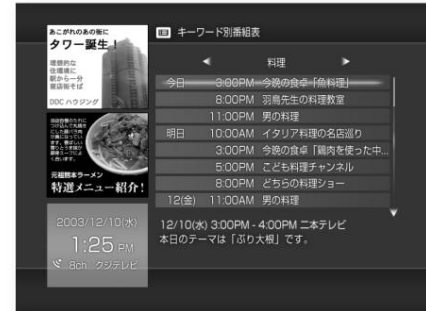 あこがれのあの街に
タワー誕生！
理想的な
住環境に
駅から一分
商店街そば
DDC ハウジング
元祖熊本ラーメン
特選メニュー紹介！
2003/12/10(水)
1:25 PM
8ch クジテレビ
キーワード別番組表
料理
今日 3:00PM 今晩の食卓「魚料理」
8:00PM 羽鳥先生の料理教室
11:00PM 男の料理
明日 10:00AM イタリア料理の名店巡り
3:00PM 今晩の食卓「鶏肉を使った中...
5:00PM こども料理チャンネル
8:00PM どちらの料理ショー
12(金) 11:00AM 男の料理
12/10(水) 3:00PM - 4:00PM 二本テレビ
本日のテーマは「ぶり大根」です。